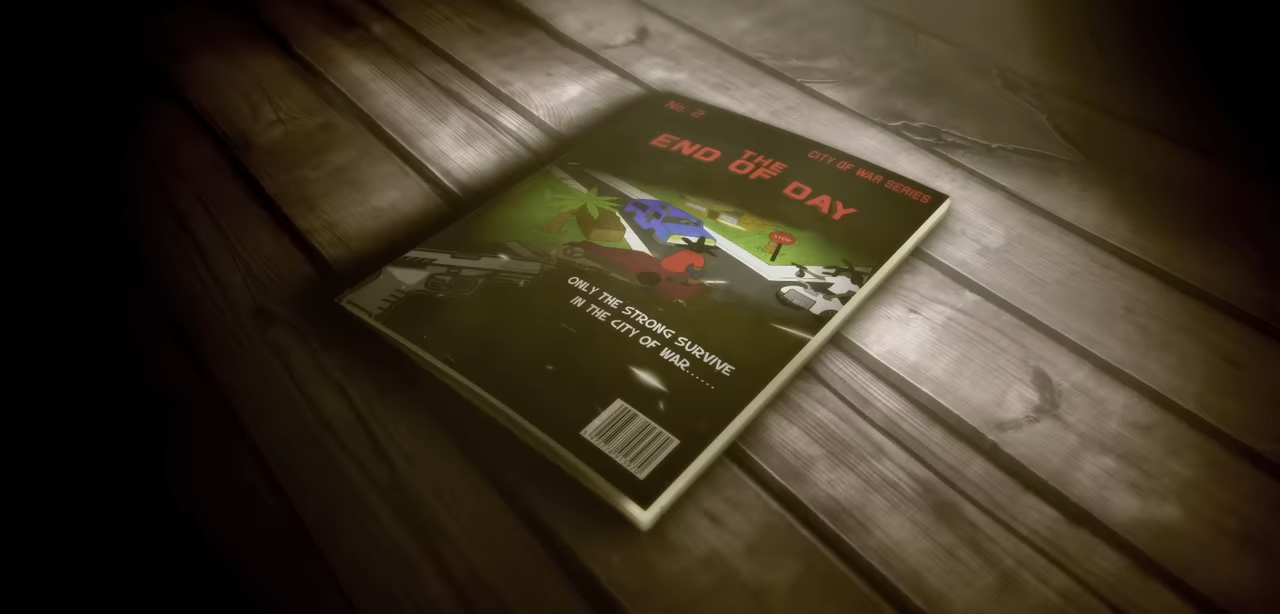 No 2
CITY OF WAR SERIES
THE
END OF DAY
STOP
ONLY THE STRONG SURVIVE
IN THE CITY OF WAR......